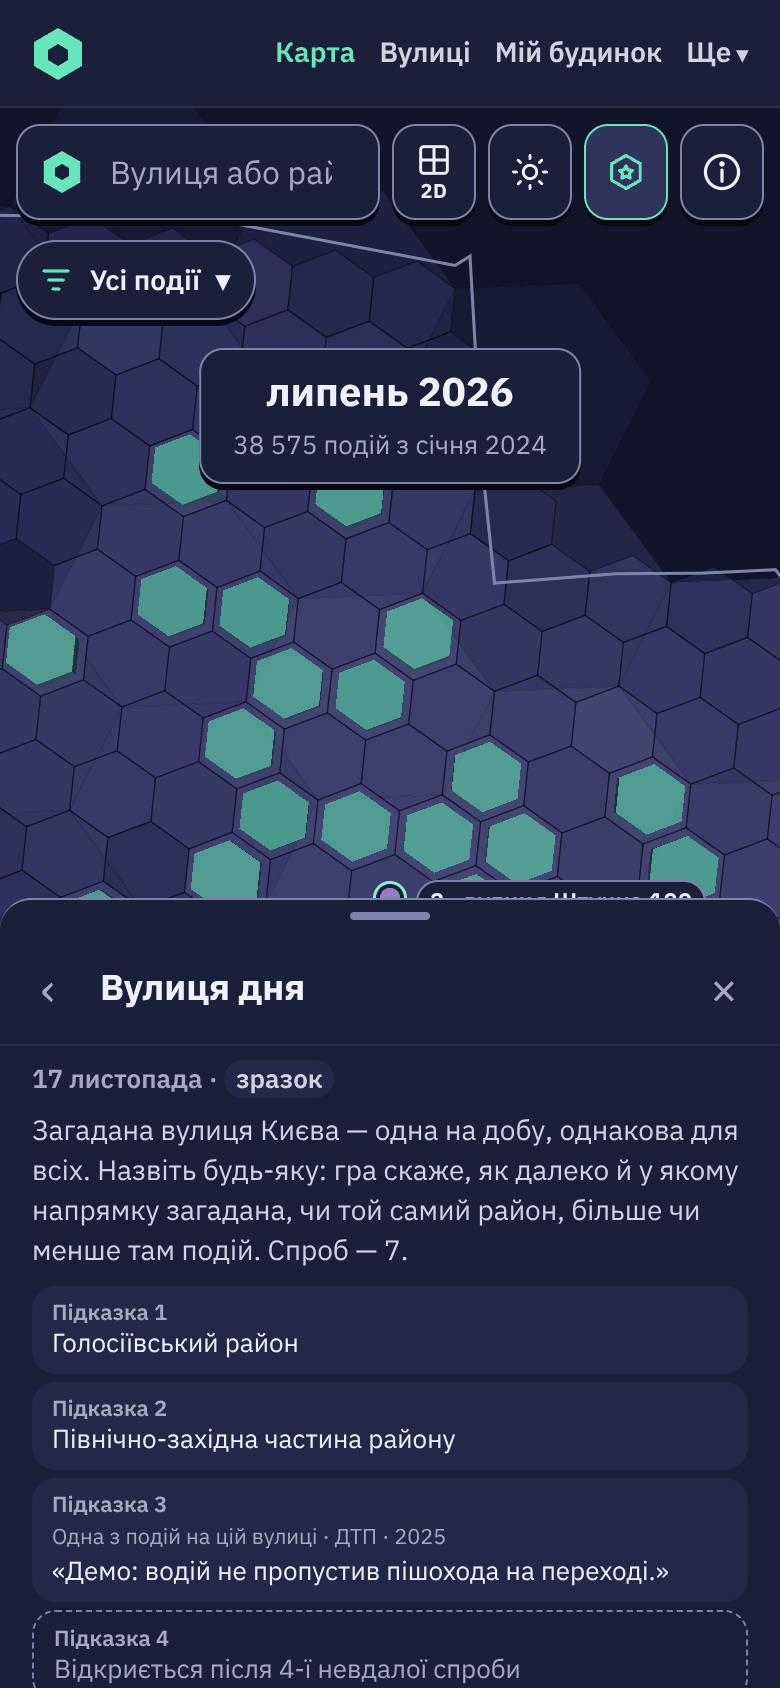 Карта Вулиці Мій будинок Ще ▾
Вулиця або рай
2D
Усі події ▼
липень 2026
38 575 подій з січня 2024
Вулиця дня
17 листопада · зразок
Загадана вулиця Києва — одна на добу, однакова для
всіх. Назвіть будь-яку: гра скаже, як далеко й у якому
напрямку загадана, чи той самий район, більше чи
менше там подій. Спроб — 7.
Підказка 1
Голосіївський район
Підказка 2
Північно-західна частина району
Підказка 3
Одна з подій на цій вулиці · ДТП · 2025
«Демо: водій не пропустив пішохода на переході.»
Підказка 4
Відкриється після 4-ї невдалої спроби